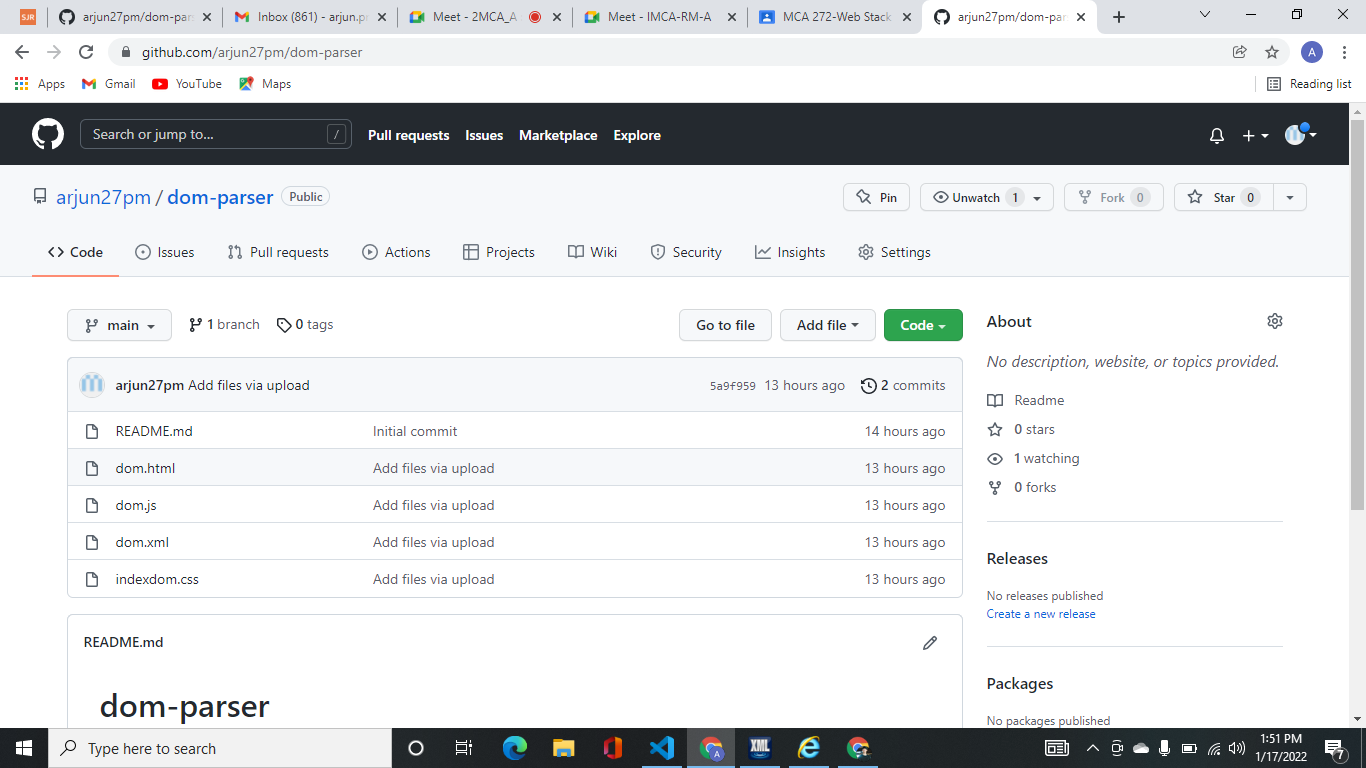 SJR
arjun27pm/dom-par
Inbox (861) - arjun.p
Meet - 2MCA_A
Meet - IMCA-RM-A
MCA 272-Web Stack
arjun27pm/dom-par
github.com/arjun27pm/dom-parser
A
Apps
Gmail
YouTube
Maps
Reading list
Search or jump to...
/
Pull requests
Issues
Marketplace
Explore
arjun27pm / dom-parser
Public
Pin
Unwatch 1
Fork 0
Star 0
Code
Issues
Pull requests
Actions
Projects
Wiki
Security
Insights
Settings
main
1 branch
0 tags
Go to file
Add file
Code
arjun27pm Add files via upload
5a9f959 13 hours ago
2 commits
README.md Initial commit 14 hours ago
dom.html Add files via upload 13 hours ago
dom.js Add files via upload 13 hours ago
dom.xml Add files via upload 13 hours ago
indexdom.css Add files via upload 13 hours ago
README.md
dom-parser
About
No description, website, or topics provided.
Readme
0 stars
1 watching
0 forks
Releases
No releases published
Create a new release
Packages
No packages published
Type here to search
A
XML
1:51 PM
1/17/2022
7